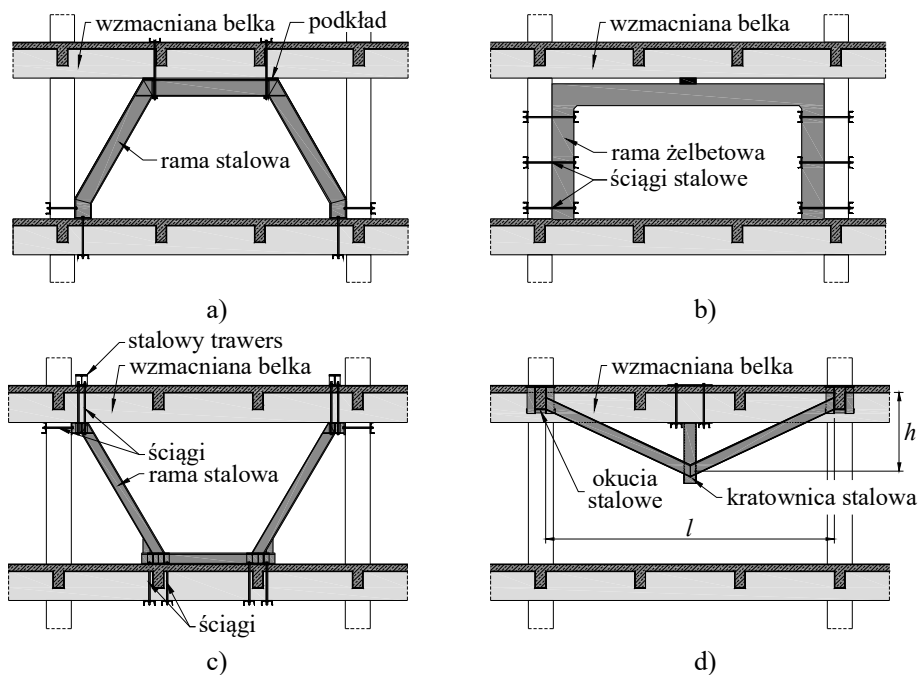 wzmacniana belka
podkład
rama stalowa
a)
wzmacniana belka
rama żelbetowa
ściągi stalowe
b)
stalowy trawers
wzmacniana belka
ściągi
rama stalowa
ściągi
c)
wzmacniana belka
h
okucia
stalowe
kratownica stalowa
l
d)